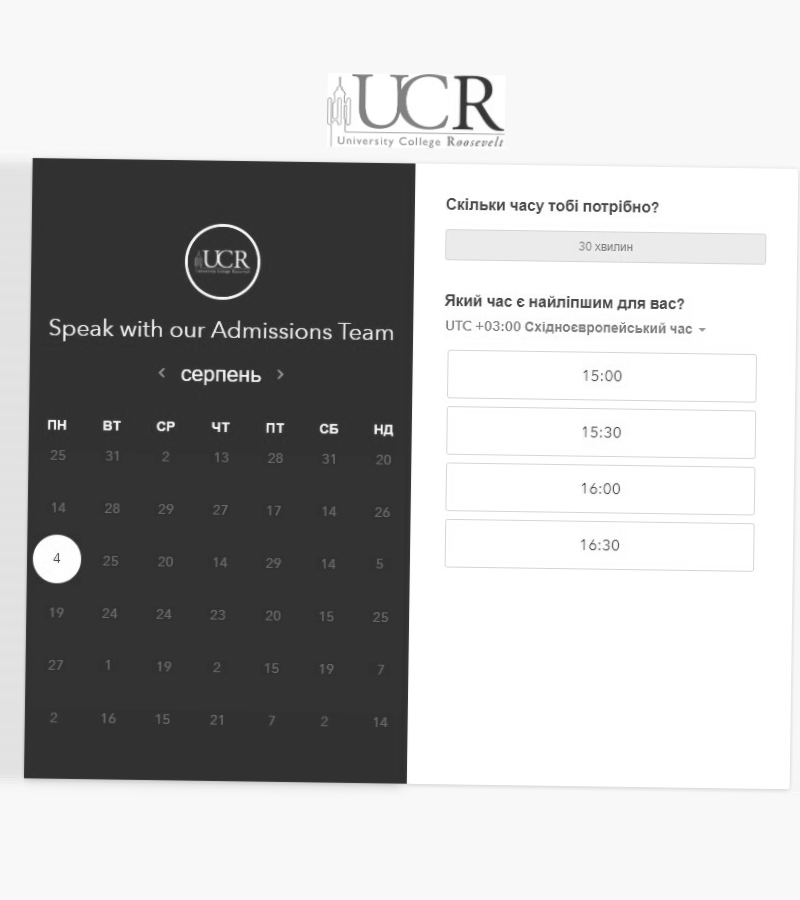 UCR
University College Roosevelt
UCR
University College Roosevelt
Speak with our Admissions Team
серпень
ПН ВТ СР ЧТ ПТ СБ НД
25 31 2 13 28 31 20
14 28 29 27 17 14 26
4 25 20 14 29 14 5
19 24 24 23 20 15 25
27 1 19 2 15 19 7
2 16 15 21 7 2 14
Скільки часу тобі потрібно?
30 хвилин
Який час є найліпшим для вас?
UTC +03:00 Східноєвропейський час
15:00
15:30
16:00
16:30